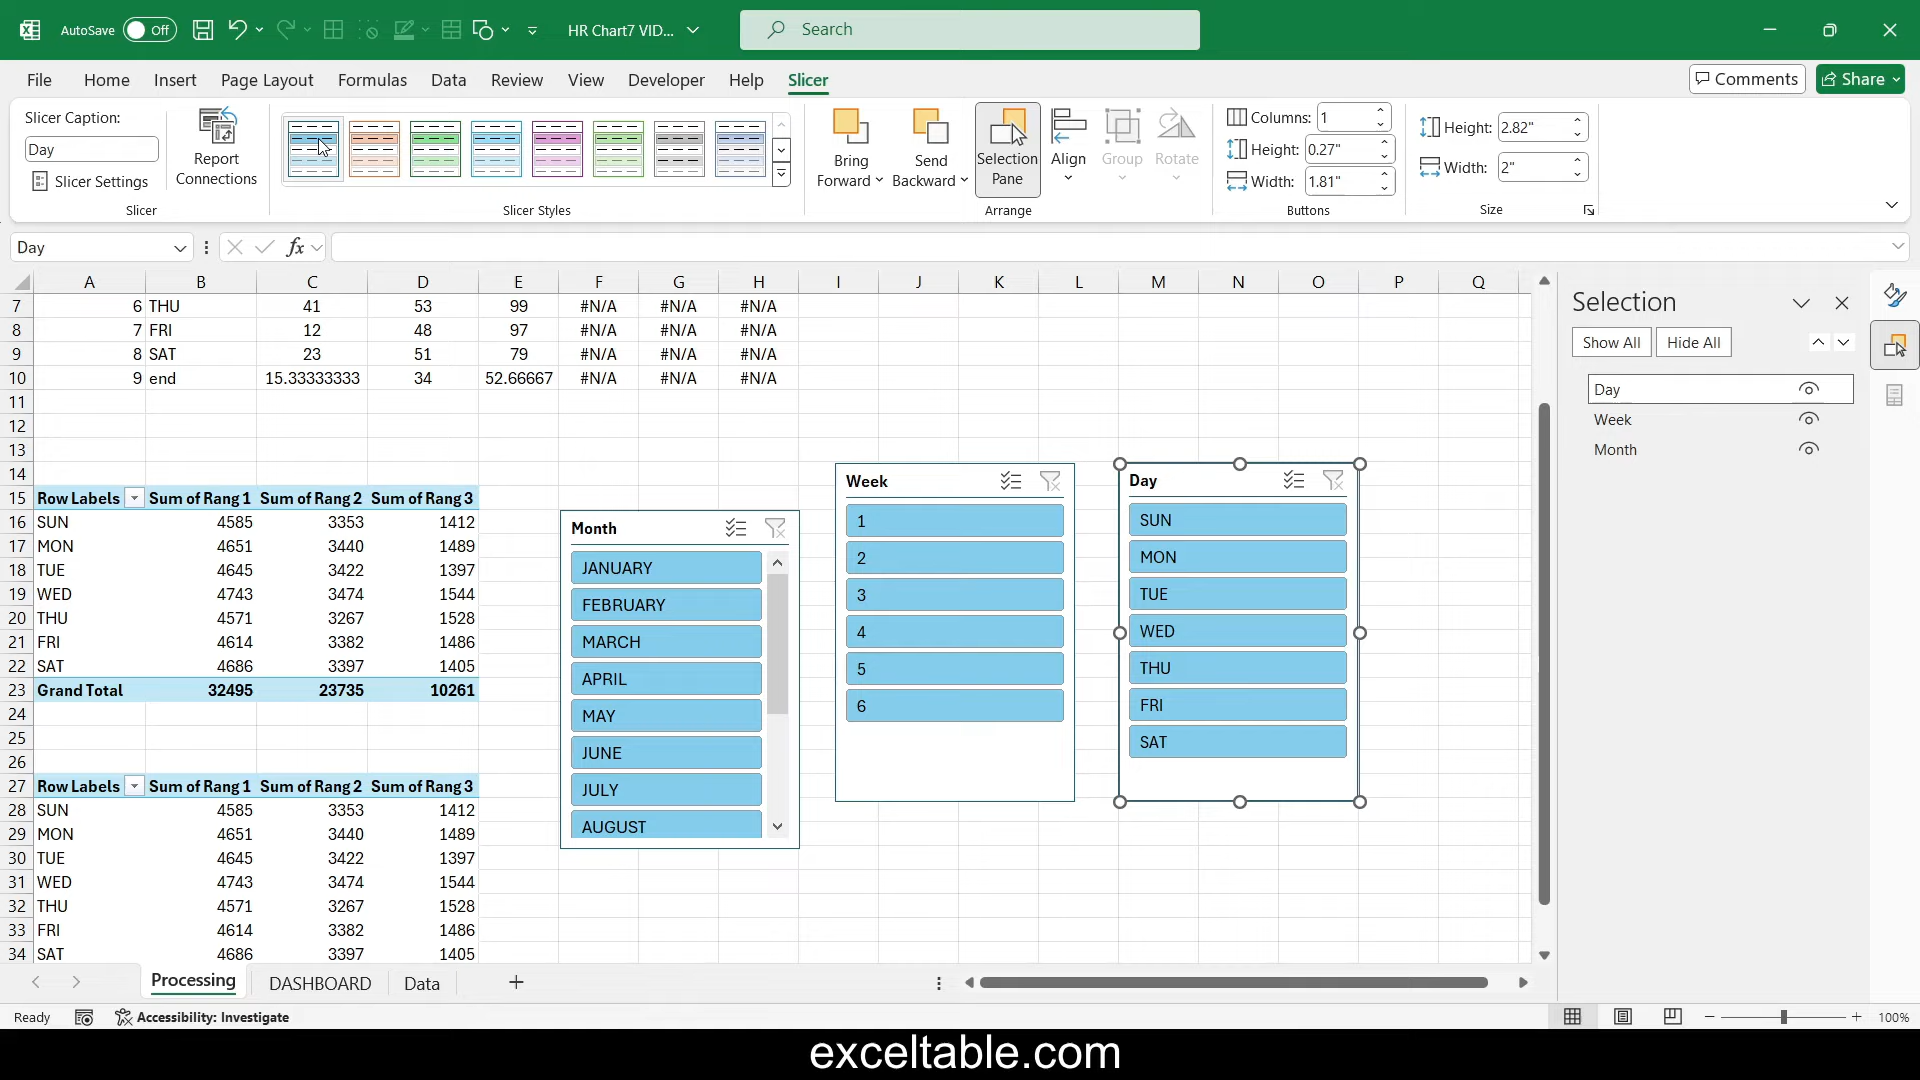 AutoSave Off HR Chart7 VID... Search
File Home Insert Page Layout Formulas Data Review View Developer Help Slicer Comments Share
Slicer Caption:
Day
Slicer Settings
Report
Connections
Slicer
Slicer Styles
Bring
Forward
Send
Backward
Selection
Pane
Align
Group
Rotate
Arrange
Columns: 1
Height: 0.27"
Width: 1.81"
Buttons
Height: 2.82"
Width: 2"
Size
Day fx
A B C D E F G H I J K L M N O P Q
7 6 THU 41 53 99 #N/A #N/A #N/A
8 7 FRI 12 48 97 #N/A #N/A #N/A
9 8 SAT 23 51 79 #N/A #N/A #N/A
10 9 end 15.33333333 34 52.66667 #N/A #N/A #N/A
11
12
13
14
15 Row Labels Sum of Rang 1 Sum of Rang 2 Sum of Rang 3
16 SUN 4585 3353 1412
17 MON 4651 3440 1489
18 TUE 4645 3422 1397
19 WED 4743 3474 1544
20 THU 4571 3267 1528
21 FRI 4614 3382 1486
22 SAT 4686 3397 1405
23 Grand Total 32495 23735 10261
24
25
26
27 Row Labels Sum of Rang 1 Sum of Rang 2 Sum of Rang 3
28 SUN 4585 3353 1412
29 MON 4651 3440 1489
30 TUE 4645 3422 1397
31 WED 4743 3474 1544
32 THU 4571 3267 1528
33 FRI 4614 3382 1486
34 SAT 4686 3397 1405
Month
JANUARY
FEBRUARY
MARCH
APRIL
MAY
JUNE
JULY
AUGUST
Week
1
2
3
4
5
6
Day
SUN
MON
TUE
WED
THU
FRI
SAT
Selection
Show All Hide All
Day
Week
Month
Processing DASHBOARD Data
Ready Accessibility: Investigate 100%
exceltable.com